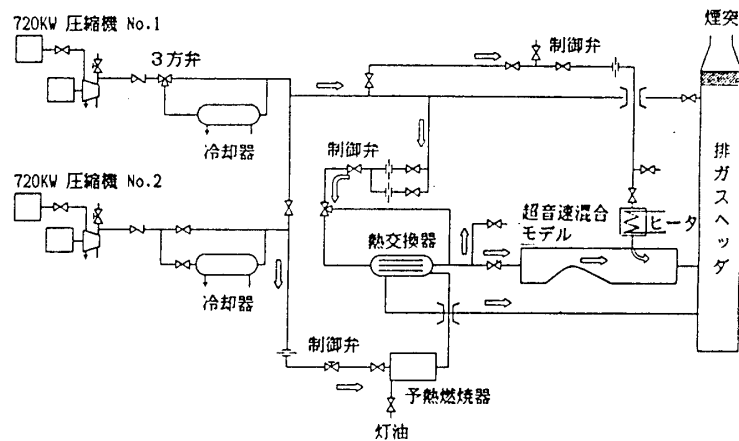 720KW 圧縮機 No.1
3方弁
冷却器
720KW 圧縮機 No.2
冷却器
制御弁
煙突
制御弁
超音速混合
モデル
ヒータ
熱交換器
排ガスヘッダ
制御弁
予熱燃焼器
灯油